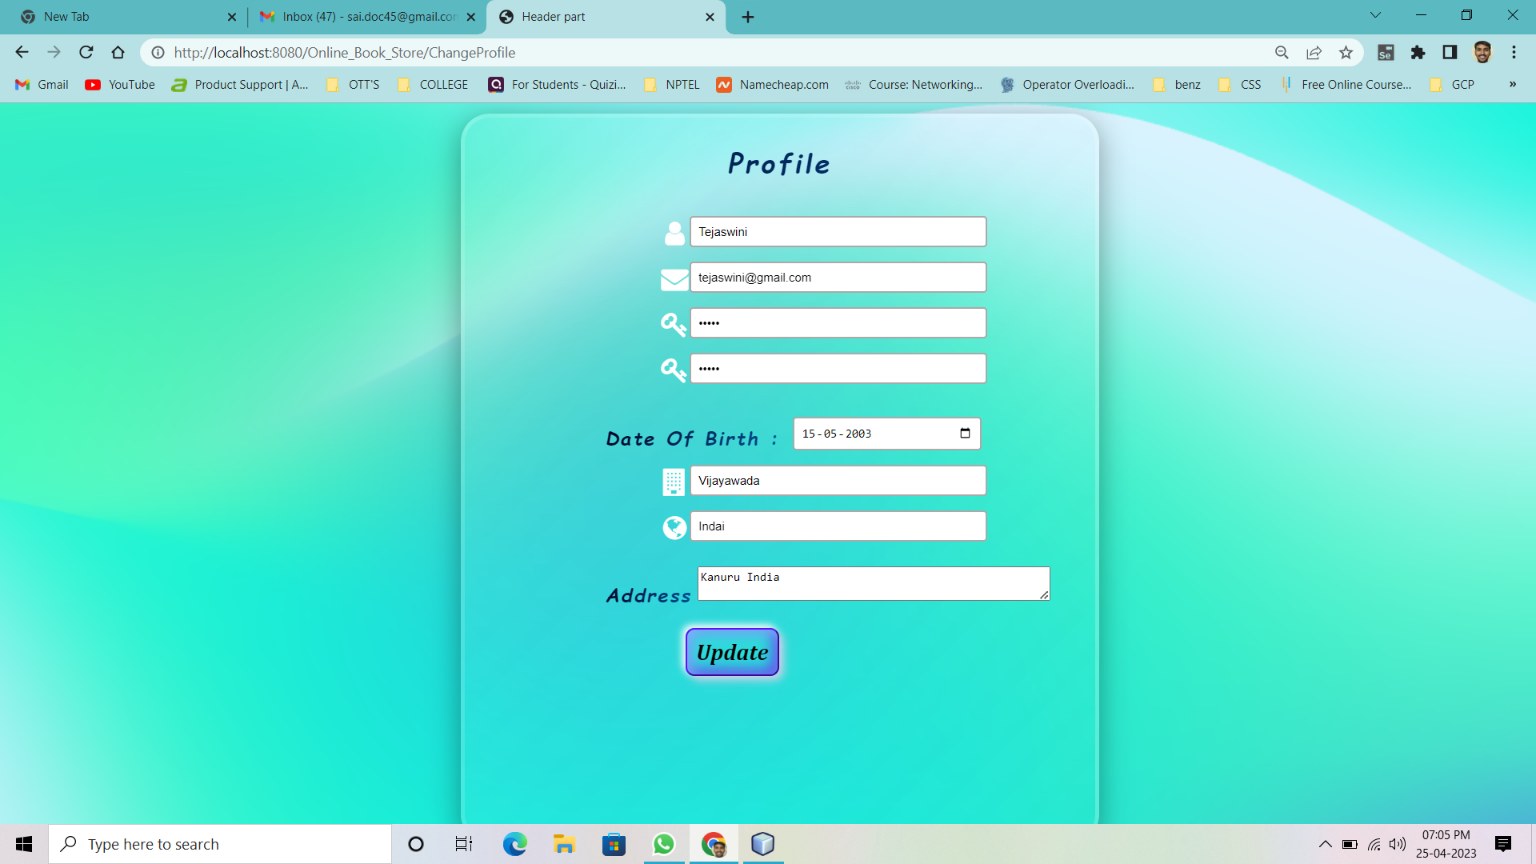 New Tab
Inbox (47) - sai.doc45@gmail.co
Header part
http://localhost:8080/Online_Book_Store/ChangeProfile
Se
Gmail
YouTube
Product Support | A...
OTT'S
COLLEGE
For Students - Quizi...
NPTEL
Namecheap.com
Course: Networking...
Operator Overloadi...
benz
CSS
Free Online Course...
GCP
»
Profile
Tejaswini
tejaswini@gmail.com
•••••
•••••
Date Of Birth : 15-05-2003
Vijayawada
Indai
Address Kanuru India
Update
Type here to search
07:05 PM
25-04-2023